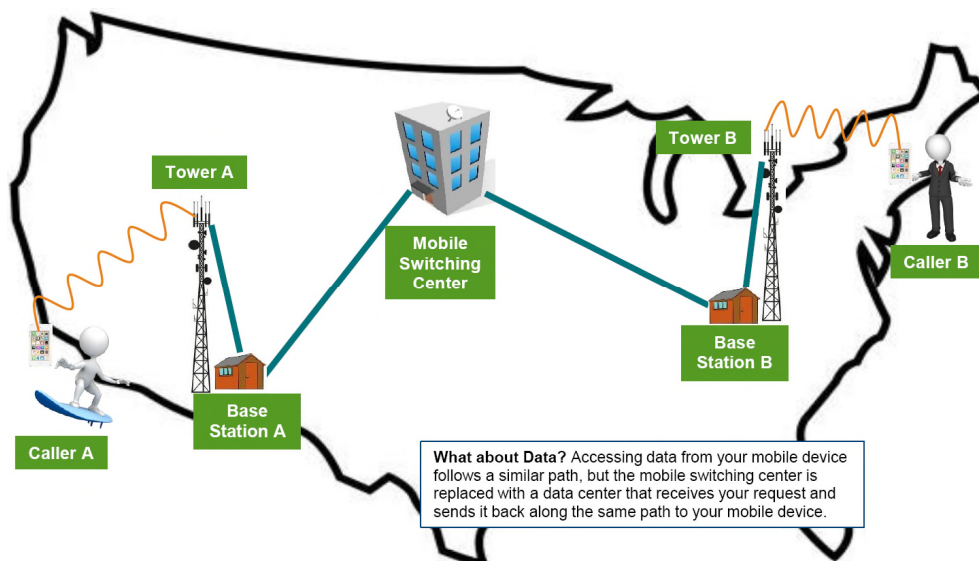 Tower A
Mobile
Switching
Center
Tower B
Caller B
Base
Station B
Base
Station A
Caller A
What about Data? Accessing data from your mobile device
follows a similar path, but the mobile switching center is
replaced with a data center that receives your request and
sends it back along the same path to your mobile device.